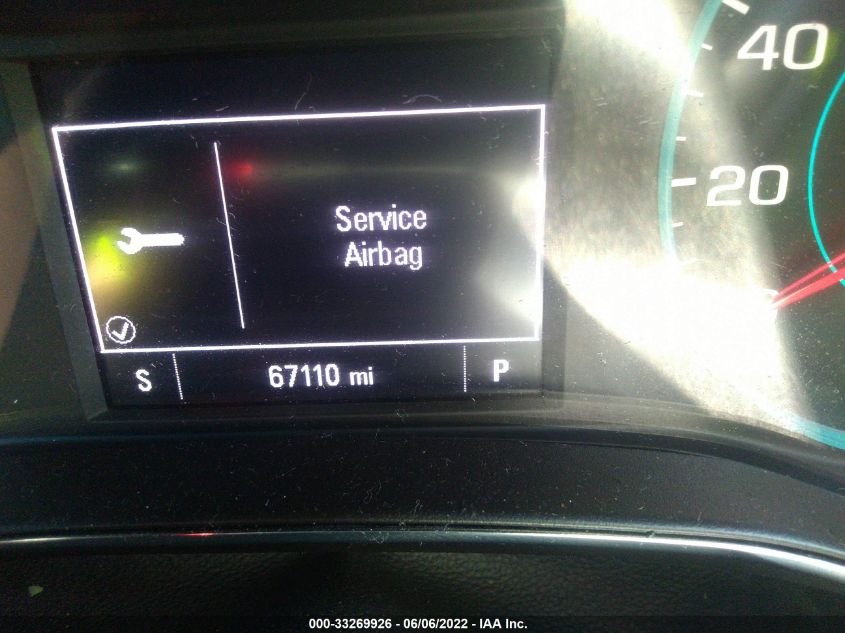 40
Service
Airbag
20
S
67110 mi
P
000-33269926 - 06/06/2022 - IAA Inc.